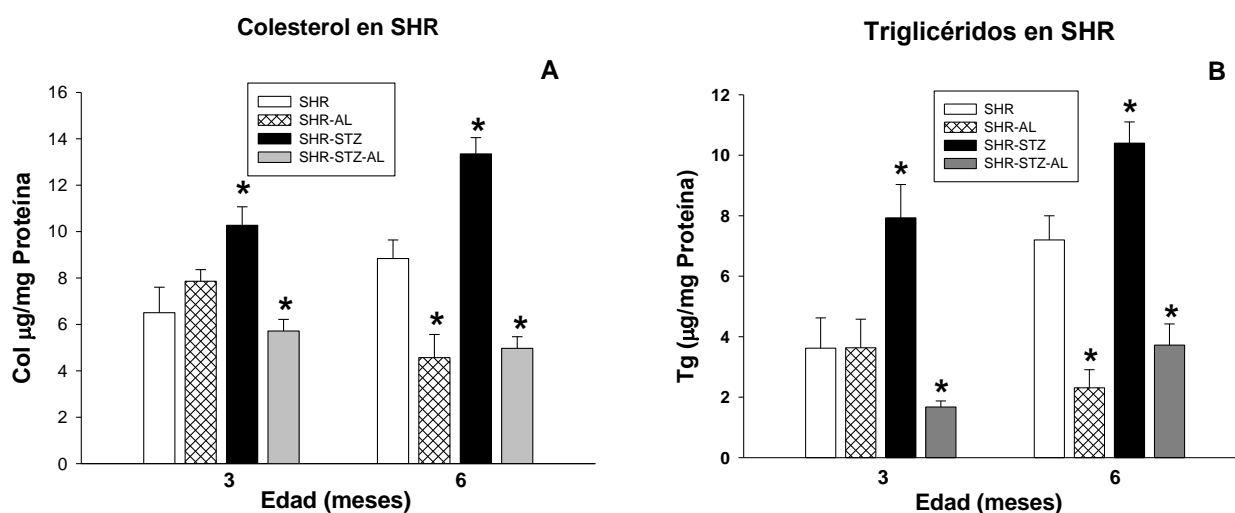 Colesterol en SHR
A
SHR
SHR-AL
SHR-STZ
SHR-STZ-AL
Col µg/mg Proteína
16
14
12
10
8
6
4
2
0
*
*
*
*
*
3
6
Edad (meses)
Triglicéridos en SHR
B
SHR
SHR-AL
SHR-STZ
SHR-STZ-AL
Tg (µg/mg Proteína)
12
10
8
6
4
2
0
*
*
*
*
*
3
6
Edad (meses)